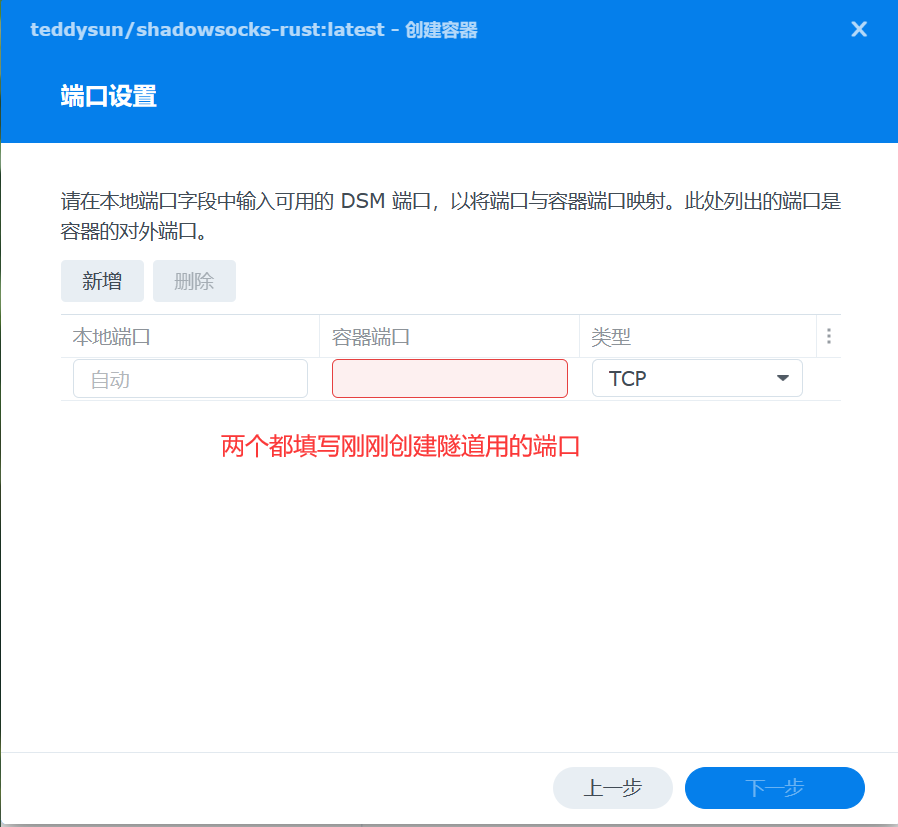 teddysun/shadowsocks-rust:latest - 创建容器
端口设置
请在本地端口字段中输入可用的 DSM 端口，以将端口与容器端口映射。此处列出的端口是
容器的对外端口。
新增 删除
本地端口 容器端口 类型
自动 TCP
两个都填写刚刚创建隧道用的端口
上一步 下一步